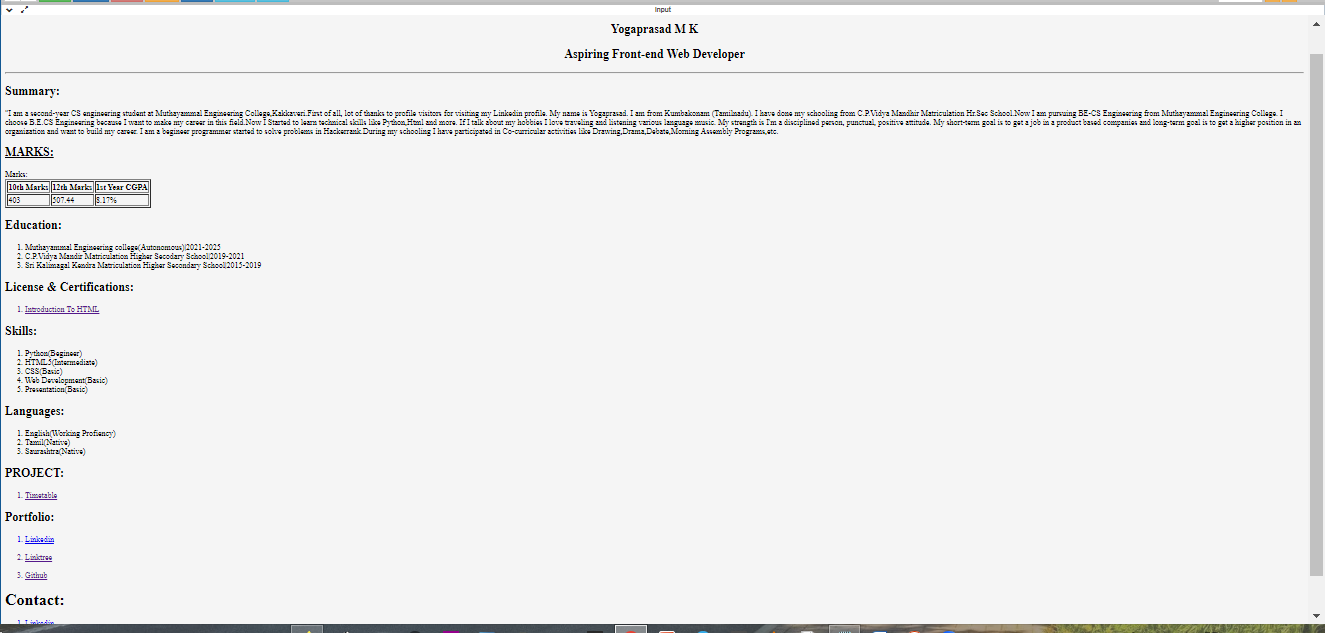 Input
Yogaprasad M K
Aspiring Front-end Web Developer
Summary:
"I am a second-year CS engineering student at Muthayammal Engineering College,Kakkaveri.First of all, lot of thanks to profile visitors for visiting my Linkedin profile. My name is Yogaprasad. I am from Kumbakonam (Tamilnadu). I have done my schooling from C.P.Vidya Mandhir Matriculation Hr.Sec School.Now I am pursuing BE-CS Engineering from Muthayammal Engineering College. I
choose B.E.CS Engineering because I want to make my career in this field.Now I Started to learn technical skills like Python,Html and more. If I talk about my hobbies I love traveling and listening various language music. My strength is I'm a disciplined person, punctual, positive attitude. My short-term goal is to get a job in a product based companies and long-term goal is to get a higher position in an
organization and want to build my career. I am a begineer programmer started to solve problems in Hackerrank.During my schooling I have participated in Co-curricular activities like Drawing,Drama,Debate,Morning Assembly Programs,etc.
MARKS:
Marks:
10th Marks 12th Marks 1st Year CGPA
403 507.44 8.17%
Education:
1. Muthayammal Engineering college(Autonomous)|2021-2025
2. C.P.Vidya Mandir Matriculation Higher Secodary School|2019-2021
3. Sri Kalimagal Kendra Matriculation Higher Secondary School|2015-2019
License & Certifications:
1. Introduction To HTML
Skills:
1. Python(Begineer)
2. HTML5(Intermediate)
3. CSS(Basic)
4. Web Development(Basic)
5. Presentation(Basic)
Languages:
1. English(Working Profiency)
2. Tamil(Native)
3. Saurashtra(Native)
PROJECT:
1. Timetable
Portfolio:
1. Linkedin
2. Linktree
3. Github
Contact:
1. Linkedin